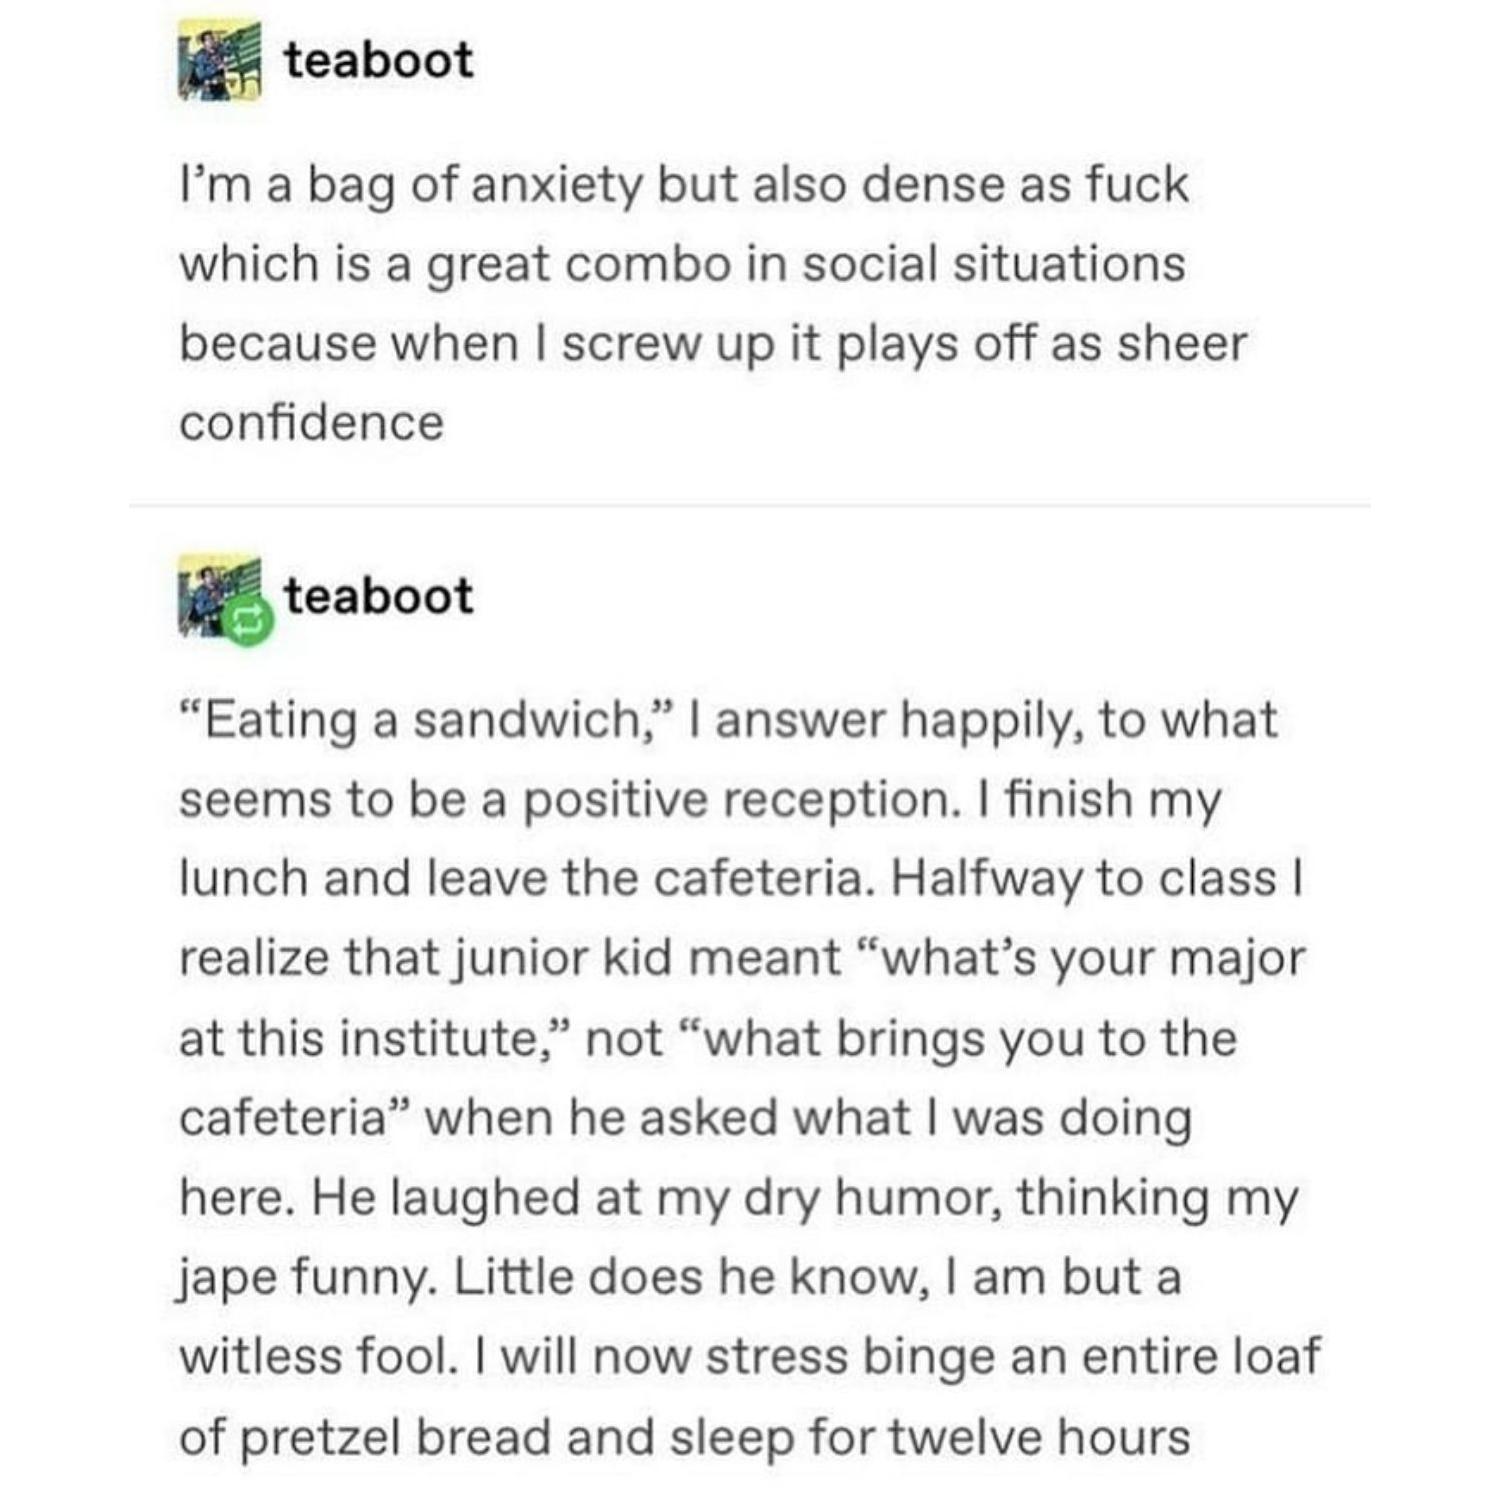 teaboot
I’m a bag of anxiety but also dense as fuck
which is a great combo in social situations
because when I screw up it plays off as sheer
confidence
teaboot
“Eating a sandwich,” I answer happily, to what
seems to be a positive reception. I finish my
lunch and leave the cafeteria. Halfway to class I
realize that junior kid meant “what’s your major
at this institute,” not “what brings you to the
cafeteria” when he asked what I was doing
here. He laughed at my dry humor, thinking my
jape funny. Little does he know, I am but a
witless fool. I will now stress binge an entire loaf
of pretzel bread and sleep for twelve hours